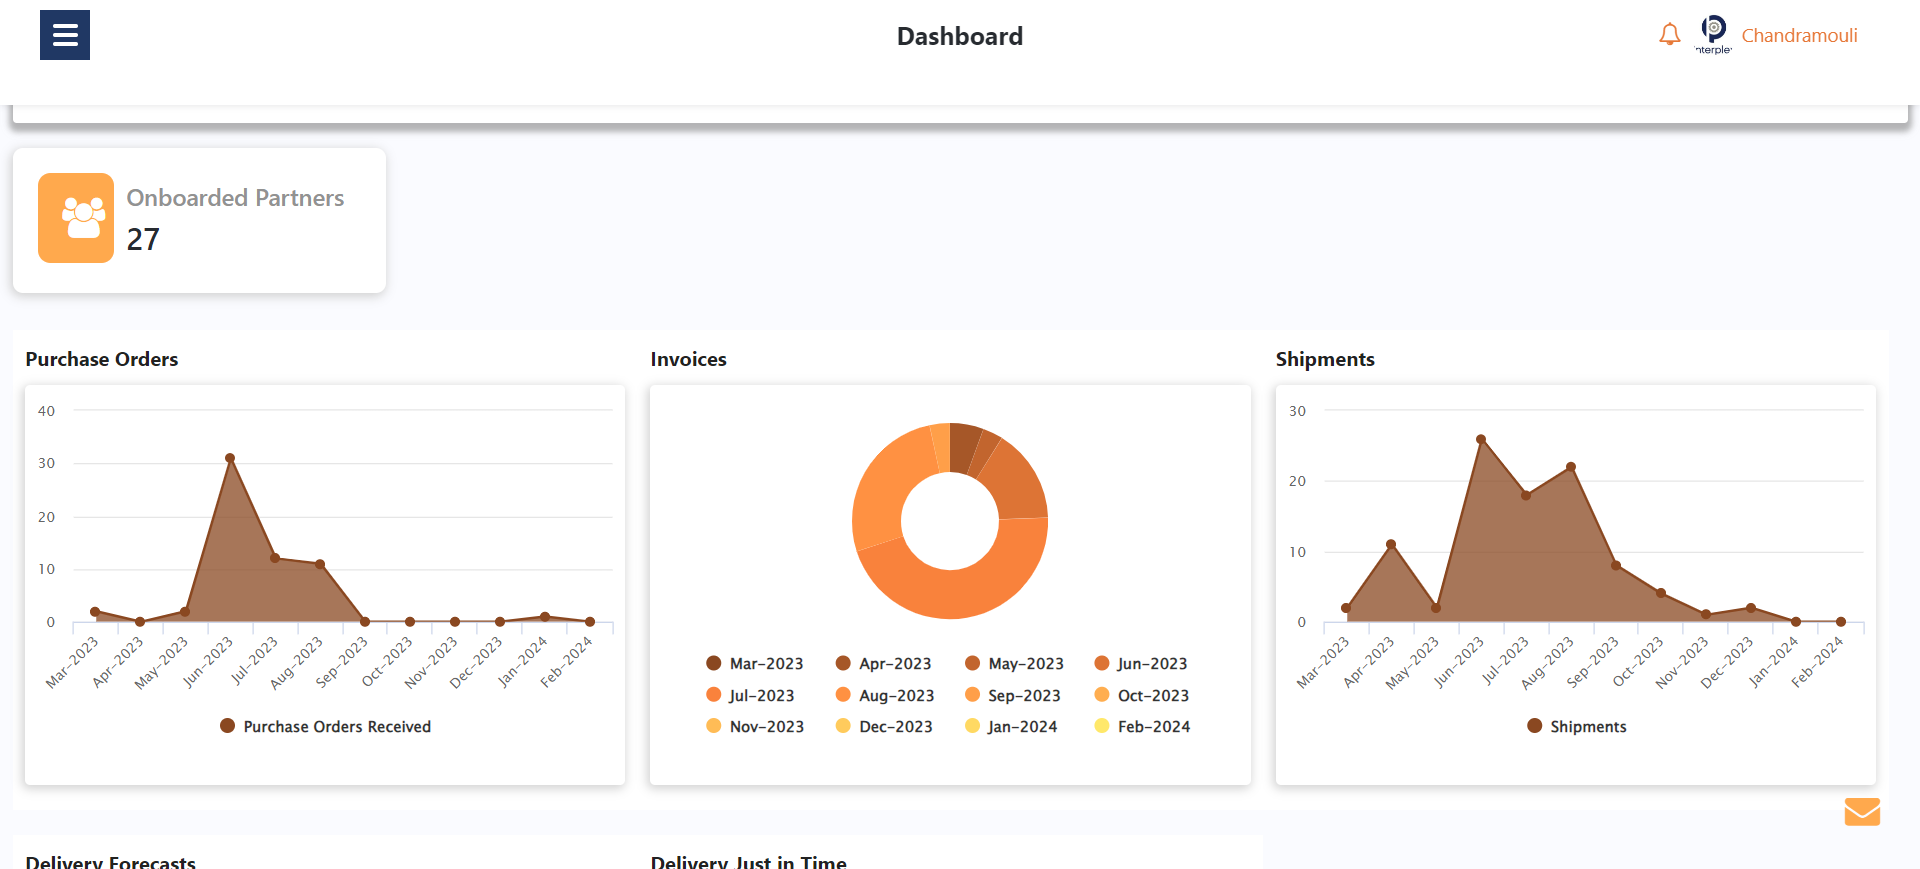 Dashboard
Chandramouli
Onboarded Partners
27
Purchase Orders
40
30
20
10
0
Mar-2023
Apr-2023
May-2023
Jun-2023
Jul-2023
Aug-2023
Sep-2023
Oct-2023
Nov-2023
Dec-2023
Jan-2024
Feb-2024
Purchase Orders Received
Invoices
Mar-2023 Apr-2023 May-2023 Jun-2023
Jul-2023 Aug-2023 Sep-2023 Oct-2023
Nov-2023 Dec-2023 Jan-2024 Feb-2024
Shipments
30
20
10
0
Mar-2023
Apr-2023
May-2023
Jun-2023
Jul-2023
Aug-2023
Sep-2023
Oct-2023
Nov-2023
Dec-2023
Jan-2024
Feb-2024
Shipments
Delivery Forecasts
Delivery Just in Time